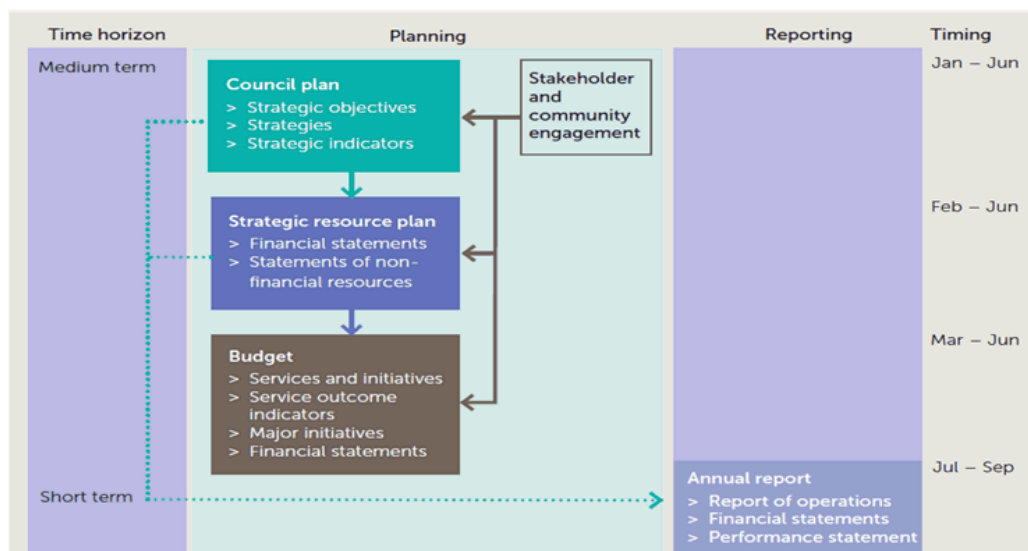 Time horizon
Planning
Reporting
Timing
Medium term
Council plan
> Strategic objectives
> Strategies
> Strategic indicators
Stakeholder
and
community
engagement
Jan – Jun
Strategic resource plan
> Financial statements
> Statements of non-
financial resources
Feb – Jun
Budget
> Services and initiatives
> Service outcome
indicators
> Major initiatives
> Financial statements
Mar – Jun
Short term
Annual report
> Report of operations
> Financial statements
> Performance statement
Jul – Sep